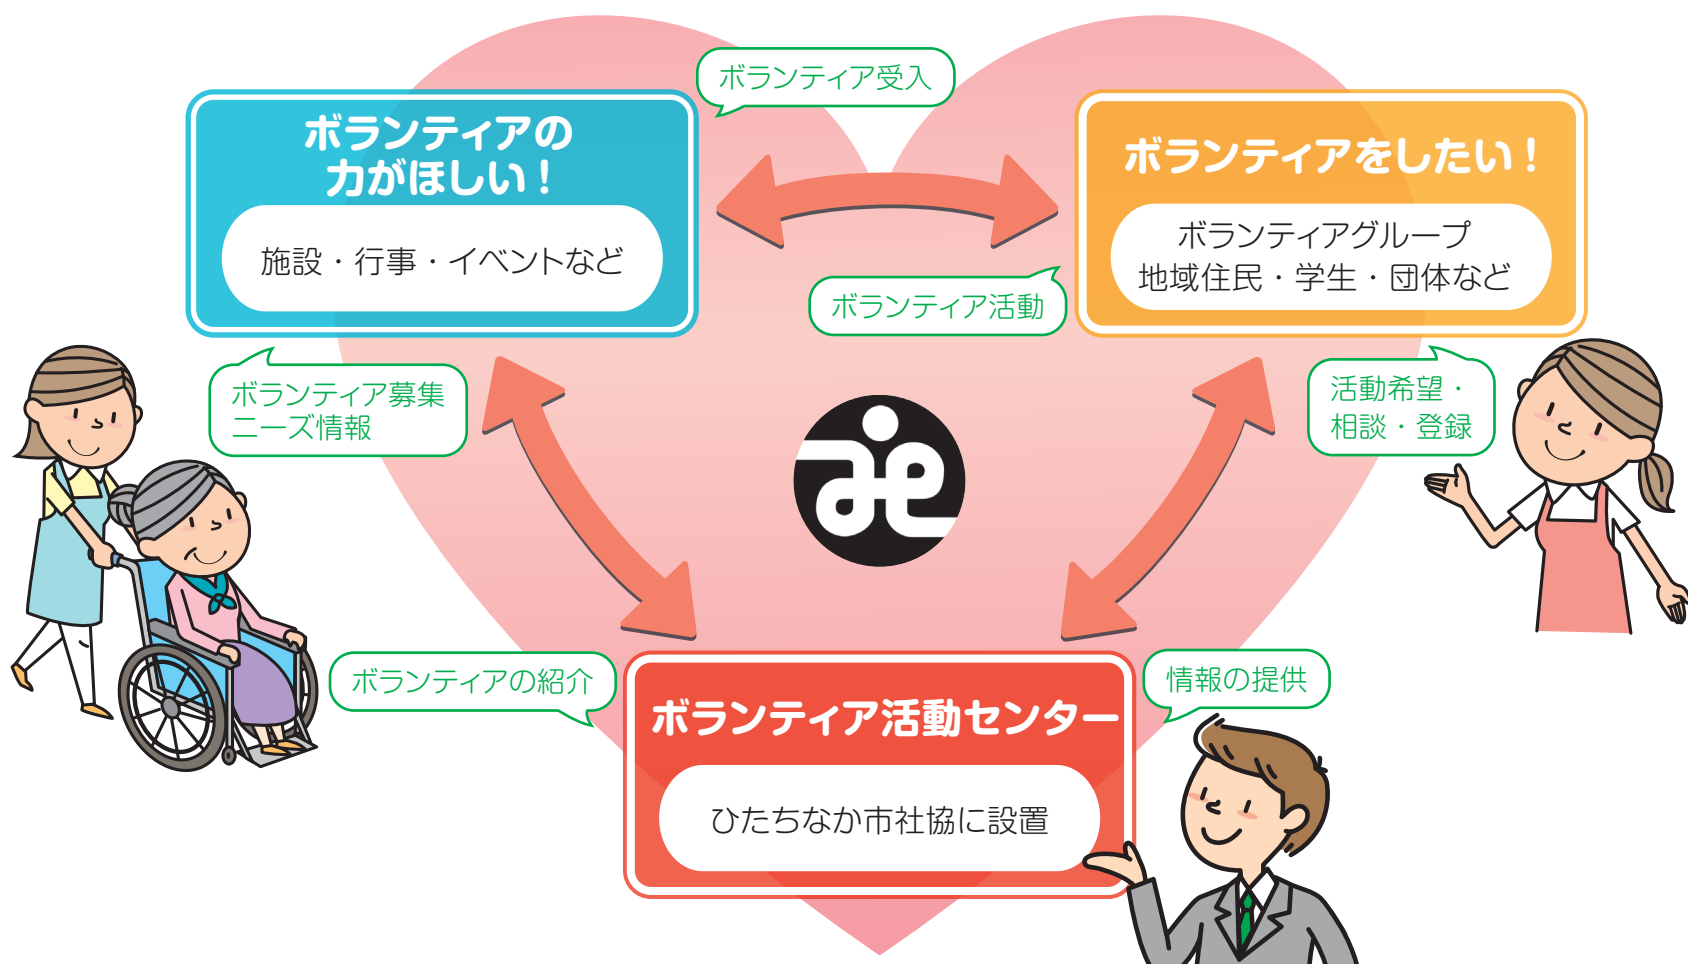 ボランティア受入
ボランティアの
力がほしい！
施設・行事・イベントなど
ボランティアをしたい！
ボランティアグループ
地域住民・学生・団体など
ボランティア活動
ボランティア募集
ニーズ情報
活動希望・
相談・登録
ボランティアの紹介
情報の提供
ボランティア活動センター
ひたちなか市社協に設置